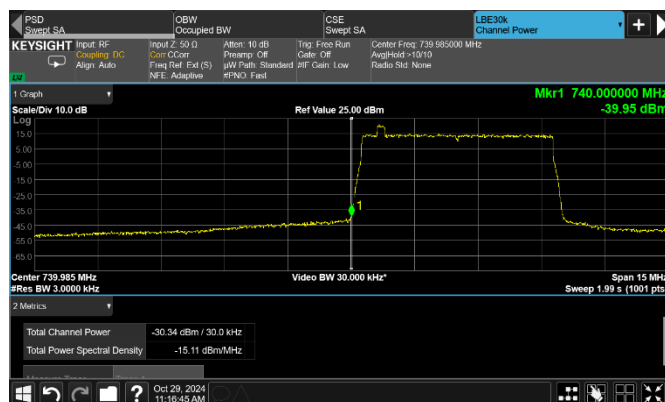 PSD
Swept SA
OBW
Occupied BW
CSE
Swept SA
LBE30k
Channel Power
KEYSIGHT
Input: RF
Coupling: DC
Align: Auto
Input Z: 50 Ω
Corr CCorr
Freq Ref: Ext (S)
NFE: Adaptive
Atten: 10 dB
Preamp: Off
µW Path: Standard
#PNO: Fast
Trig: Free Run
Gate: Off
#IF Gain: Low
Center Freq: 739.985000 MHz
Avg|Hold:>10/10
Radio Std: None
1 Graph
Mkr1 740.000000 MHz
-39.95 dBm
Scale/Div 10.0 dB
Ref Value 25.00 dBm
Log
15.0
5.00
-5.00
-15.0
-25.0
-35.0
-45.0
-55.0
-65.0
1
Center 739.985 MHz
Video BW 30.000 kHz*
Span 15 MHz
#Res BW 3.0000 kHz
Sweep 1.99 s (1001 pts
2 Metrics
Total Channel Power
-30.34 dBm / 30.0 kHz
Total Power Spectral Density
-15.11 dBm/MHz
Oct 29, 2024
11:16:45 AM